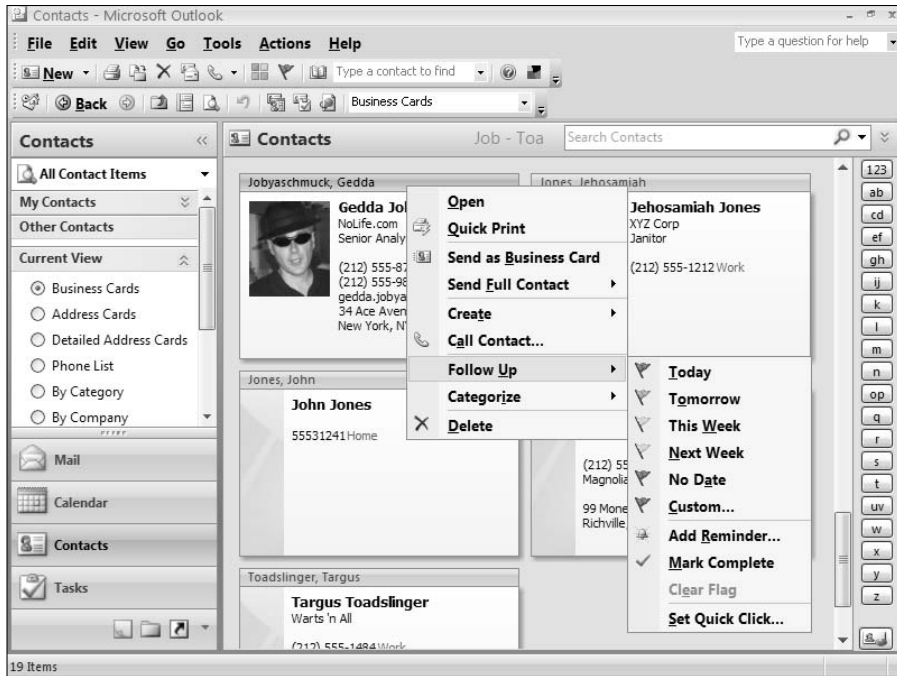 Contacts - Microsoft Outlook
File Edit View Go Tools Actions Help
Type a question for help
New
Type a contact to find
Back
Business Cards
Contacts
All Contact Items
My Contacts
Other Contacts
Current View
Business Cards
Address Cards
Detailed Address Cards
Phone List
By Category
By Company
Mail
Calendar
Contacts
Tasks
Contacts
Job - Toa
Search Contacts
Jobyaschmuck, Gedda
Gedda Jo
NoLife.com
Senior Analy
(212) 555-87
(212) 555-98
gedda.jobya
34 Ace Aven
New York, N
Jones, Jehosamiah
Jehosamiah Jones
XYZ Corp
Janitor
(212) 555-1212 Work
Jones, John
John Jones
55531241 Home
(212) 55
Magnolia
99 Mone
Richville
Toadslinger, Targus
Targus Toadslinger
Warts 'n All
(212) 555-1484 Work
Open
Quick Print
Send as Business Card
Send Full Contact
Create
Call Contact...
Follow Up
Categorize
Delete
Today
Tomorrow
This Week
Next Week
No Date
Custom...
Add Reminder...
Mark Complete
Clear Flag
Set Quick Click...
123
ab
cd
ef
gh
ij
k
l
m
n
op
q
r
s
t
uv
w
x
y
z
19 Items